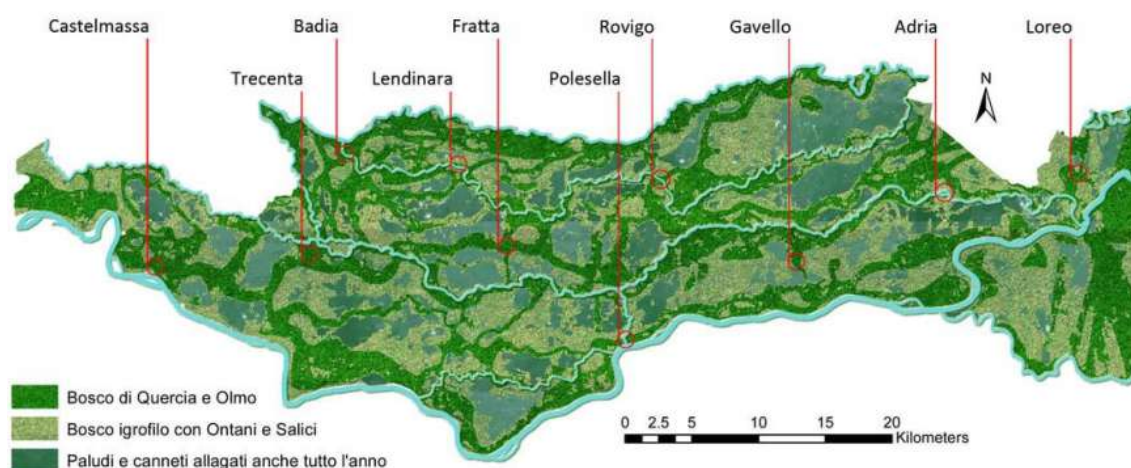 Castelmassa
Badia
Fratta
Rovigo
Gavello
Adria
Loreo
Trecenta
Lendinara
Polesella
N
Bosco di Quercia e Olmo
Bosco igrofilo con Ontani e Salici
Paludi e canneti allagati anche tutto l'anno
0 2.5 5 10 15 20
Kilometers